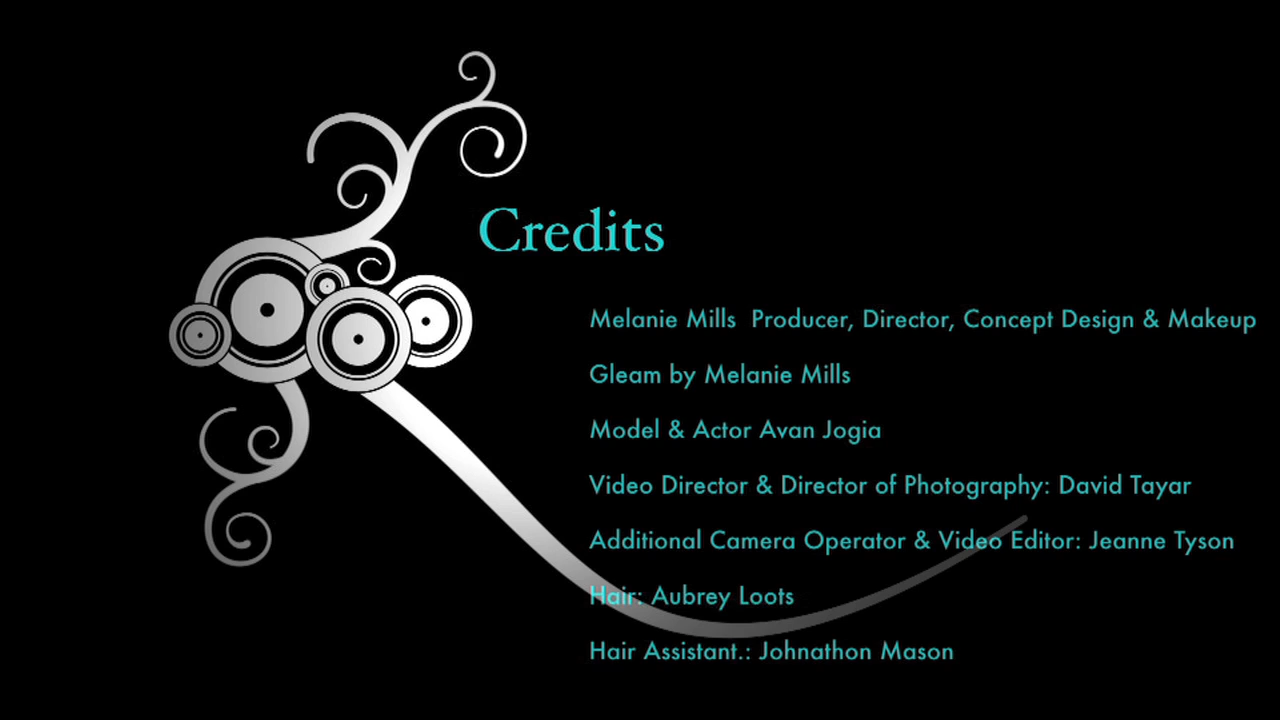 Credits
Melanie Mills  Producer, Director, Concept Design & Makeup
Gleam by Melanie Mills
Model & Actor Avan Jogia
Video Director & Director of Photography: David Tayar
Additional Camera Operator & Video Editor: Jeanne Tyson
Hair: Aubrey Loots
Hair Assistant.: Johnathon Mason